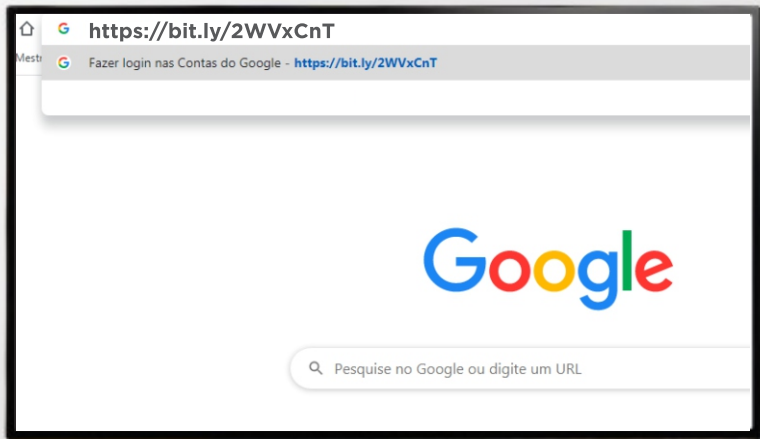 https://bit.ly/2WVxCnT
Mestr
Fazer login nas Contas do Google - https://bit.ly/2WVxCnT
Google
Pesquise no Google ou digite um URL